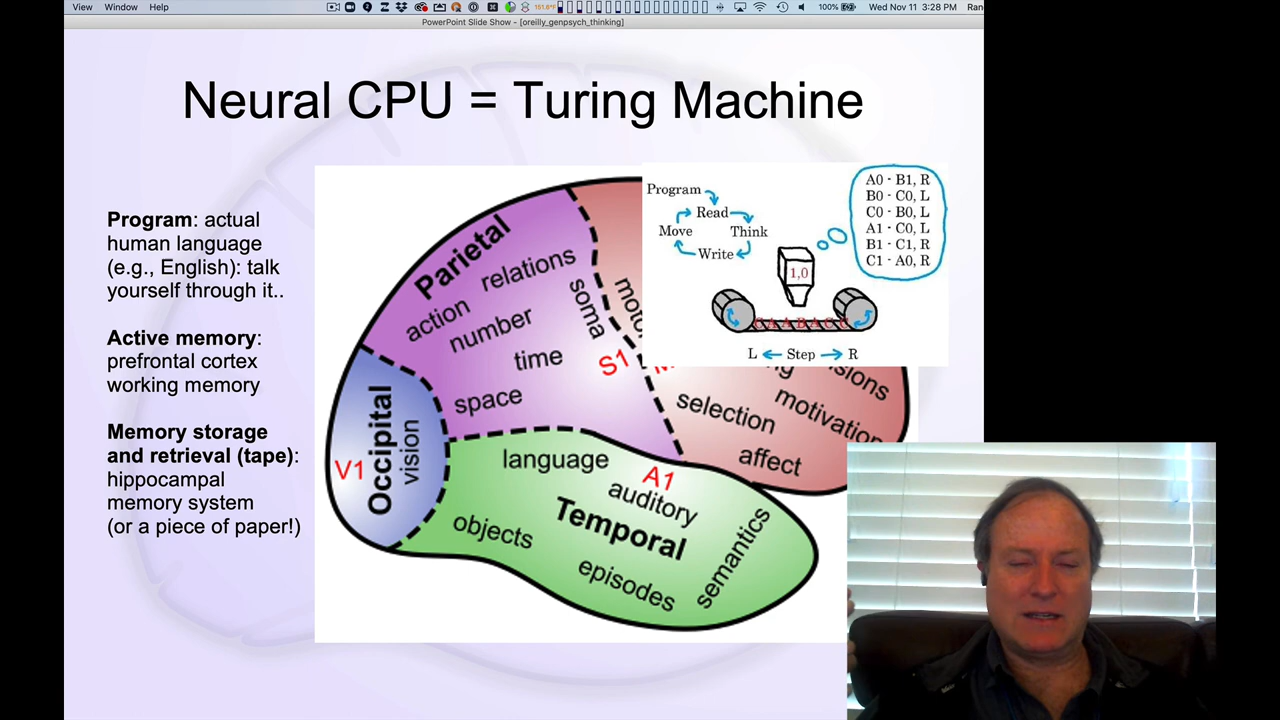 View Window Help
151.8°F
100%
Wed Nov 11 3:28 PM
Ran
PowerPoint Slide Show - [oreilly_genpsych_thinking]
Neural CPU = Turing Machine
Program: actual
human language
(e.g., English): talk
yourself through it..
Active memory:
prefrontal cortex
working memory
Memory storage
and retrieval (tape):
hippocampal
memory system
(or a piece of paper!)
Parietal
relations
action
number
soma
time
S1
space
Occipital
vision
V1
language
A1
auditory
Temporal
objects
episodes
semantics
selection
motivation
affect
Program
Read
Move
Think
Write
1,0
A0 - B1, R
B0 - C0, L
C0 - B0, L
A1 - C0, L
B1 - C1, R
C1 - A0, R
C A A B A C C
L Step R